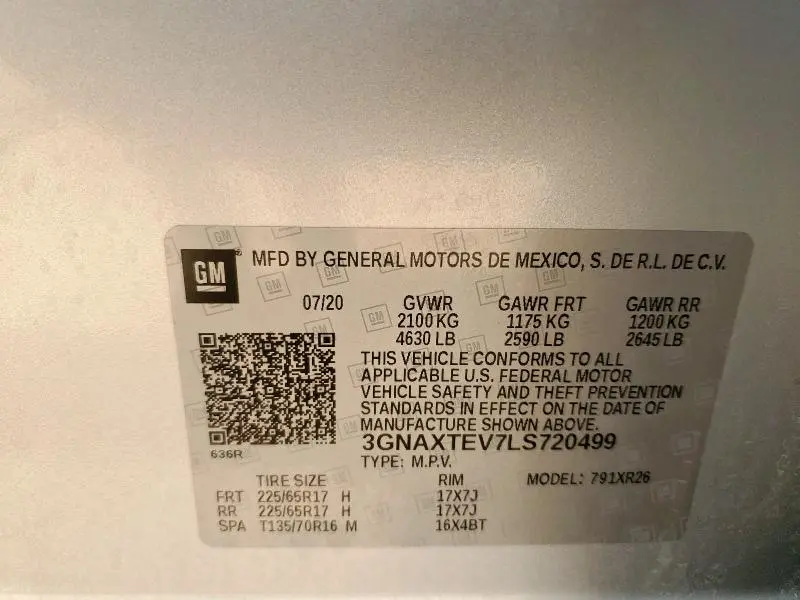 GM® MFD BY GENERAL MOTORS DE MEXICO, S. DE R.L. DE C.V.
07/20 GVWR GAWR FRT GAWR RR
2100 KG 1175 KG 1200 KG
4630 LB 2590 LB 2645 LB
THIS VEHICLE CONFORMS TO ALL
APPLICABLE U.S. FEDERAL MOTOR
VEHICLE SAFETY AND THEFT PREVENTION
STANDARDS IN EFFECT ON THE DATE OF
MANUFACTURE SHOWN ABOVE.
3GNAXTEV7LS720499
636R
TYPE: M.P.V. MODEL: 791XR26
TIRE SIZE RIM
FRT 225/65R17 H 17X7J
RR 225/65R17 H 17X7J
SPA T135/70R16 M 16X4BT